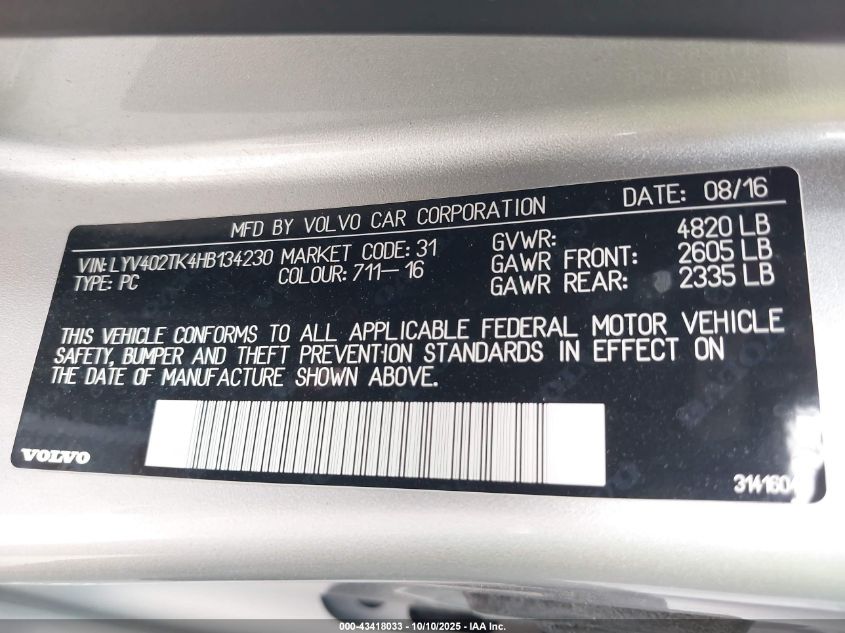 MFD BY VOLVO CAR CORPORATION DATE: 08/16
VIN: LYV402TK4HB134230 MARKET CODE: 31 GVWR: 4820 LB
TYPE: PC COLOUR: 711-16 GAWR FRONT: 2605 LB
GAWR REAR: 2335 LB
THIS VEHICLE CONFORMS TO ALL APPLICABLE FEDERAL MOTOR VEHICLE
SAFETY, BUMPER AND THEFT PREVENTION STANDARDS IN EFFECT ON
THE DATE OF MANUFACTURE SHOWN ABOVE.
VOLVO
000-43418033 - 10/10/2025 - IAA Inc.